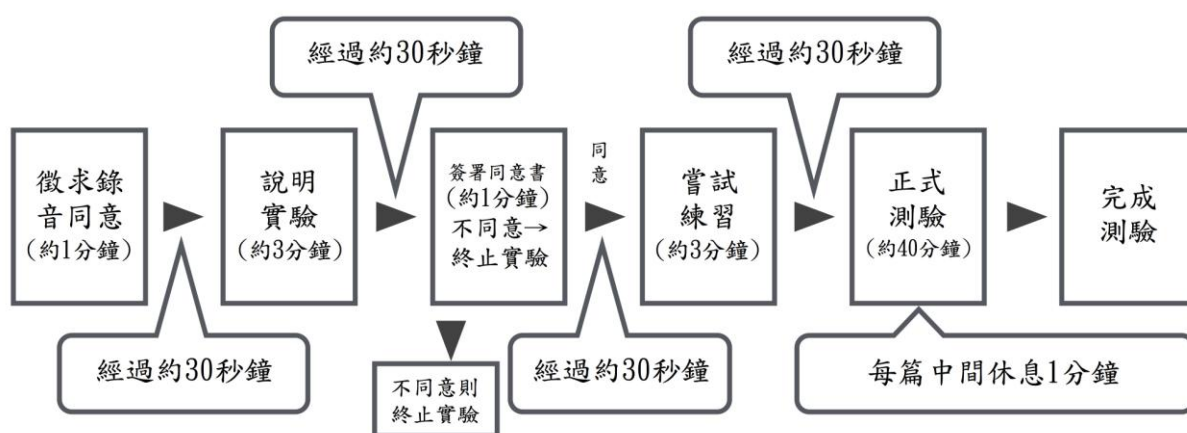 經過約30秒鐘
經過約30秒鐘
徵求錄
音同意
(約1分鐘)
說明
實驗
(約3分鐘)
簽署同意書
(約1分鐘)
不同意→
終止實驗
同
意
嘗試
練習
(約3分鐘)
正式
測驗
(約40分鐘)
完成
測驗
經過約30秒鐘
不同意則
終止實驗
經過約30秒鐘
每篇中間休息1分鐘